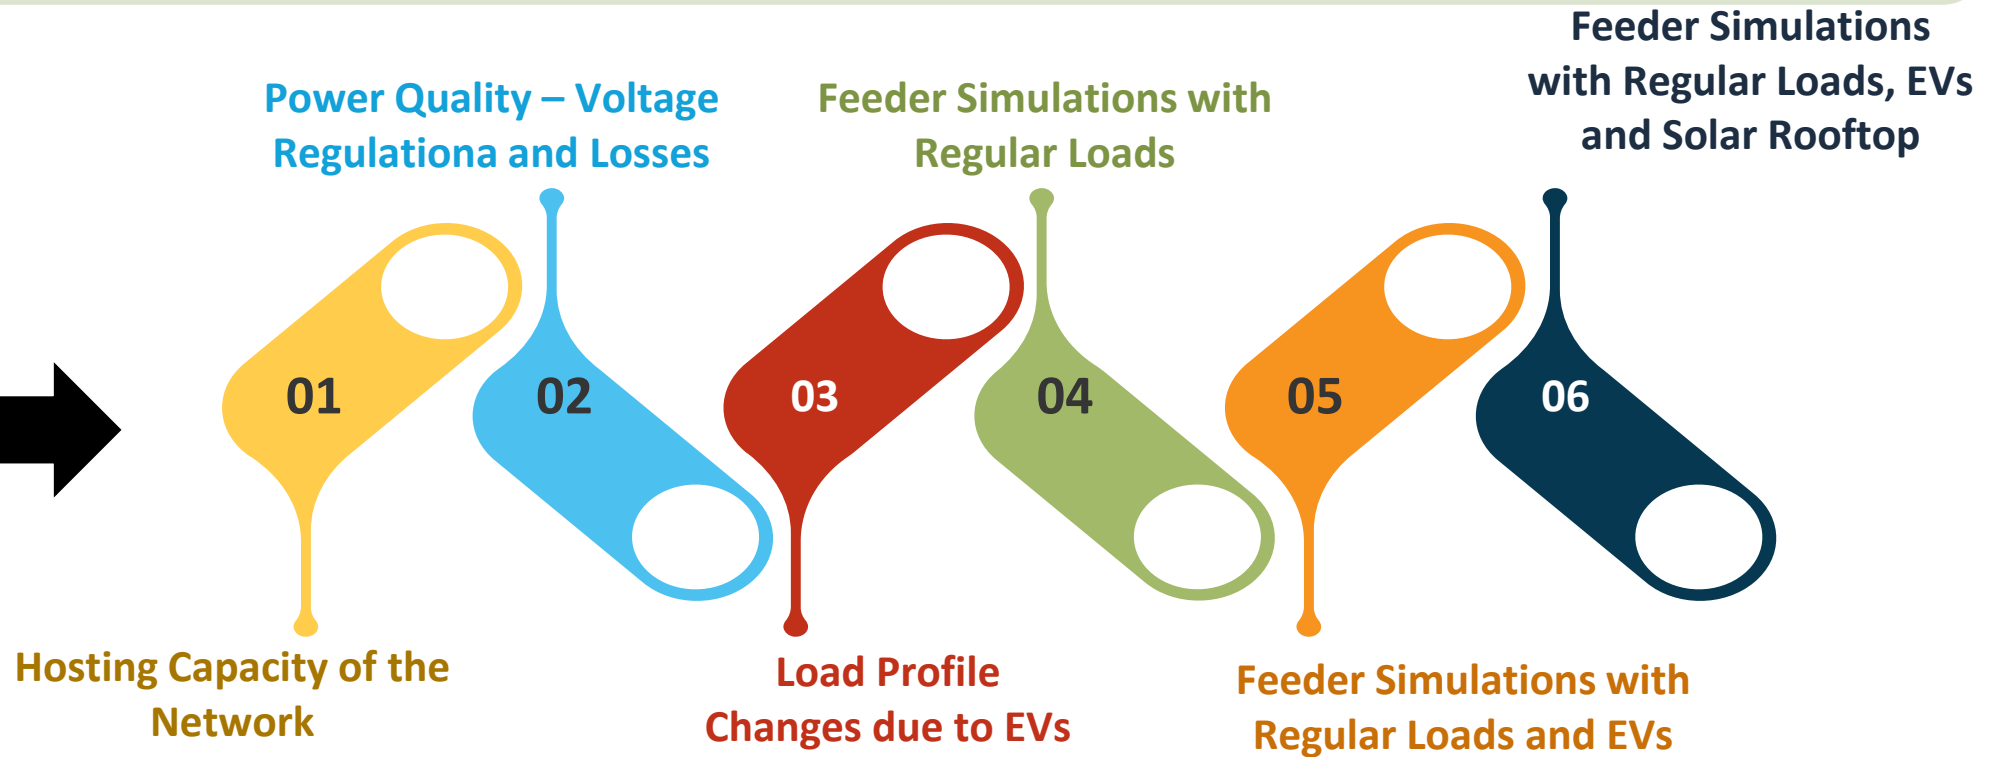 01
Hosting Capacity of the
Network
02
Power Quality – Voltage
Regulationa and Losses
03
Load Profile
Changes due to EVs
04
Feeder Simulations with
Regular Loads
05
Feeder Simulations with
Regular Loads and EVs
06
Feeder Simulations
with Regular Loads, EVs
and Solar Rooftop